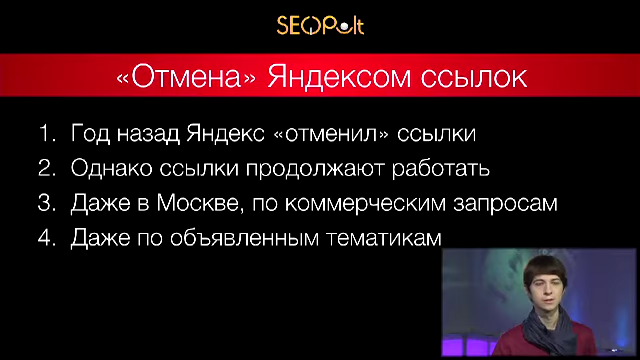 SEOPult
«Отмена» Яндексом ссылок
1. Год назад Яндекс «отменил» ссылки
2. Однако ссылки продолжают работать
3. Даже в Москве, по коммерческим запросам
4. Даже по объявленным тематикам